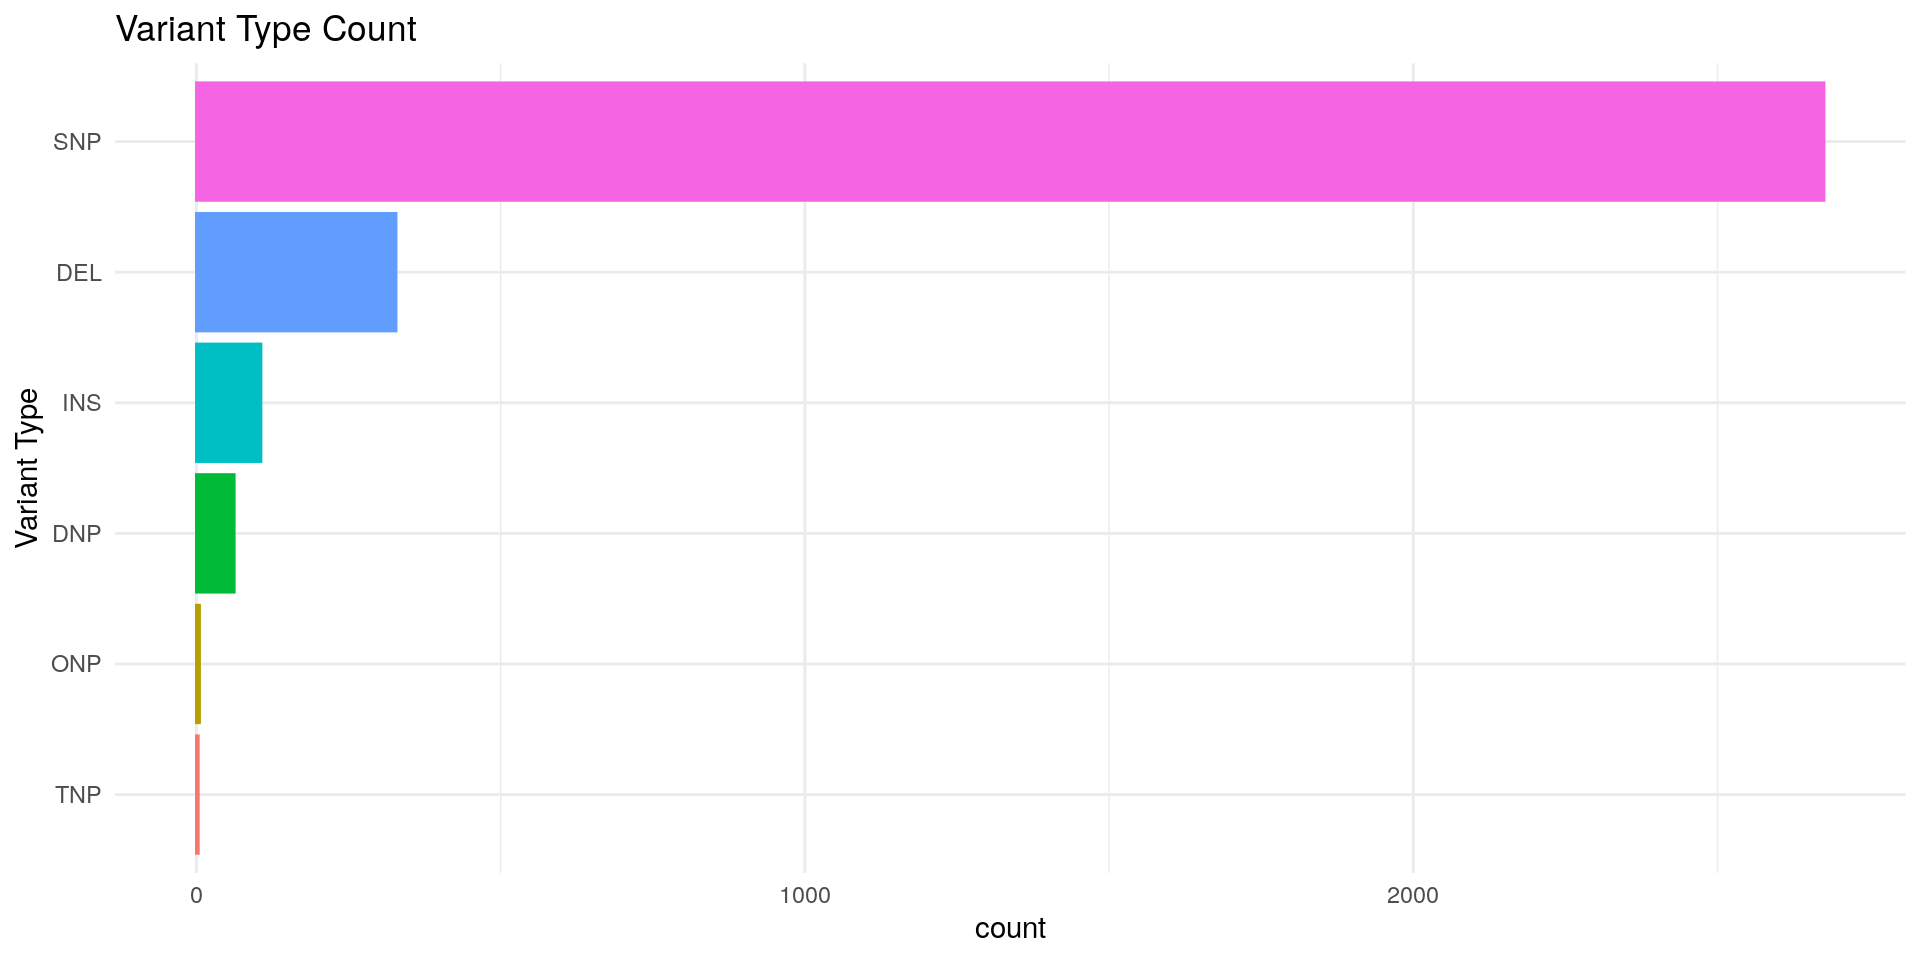 Variant Type Count
Variant Type
SNP
DEL
INS
DNP
ONP
TNP
0 1000 2000
count